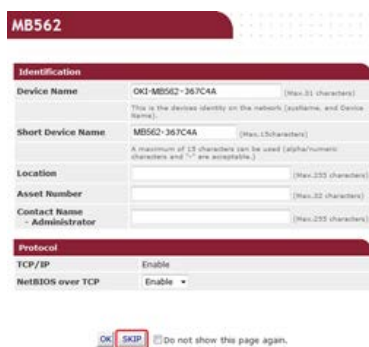 MB562
Identification
Device Name OKI-MB562-367C4A (Max.31 characters)
This is the devices identity on the network (sysName, and Device
Name).
Short Device Name MB562-367C4A (Max.15characters)
A maximum of 15 characters can be used (alpha/numeric
characters and "-" are acceptable.)
Location (Max.255 characters)
Asset Number (Max.32 characters)
Contact Name
- Administrator (Max.255 characters)
Protocol
TCP/IP Enable
NetBIOS over TCP Enable
OK SKIP Do not show this page again.